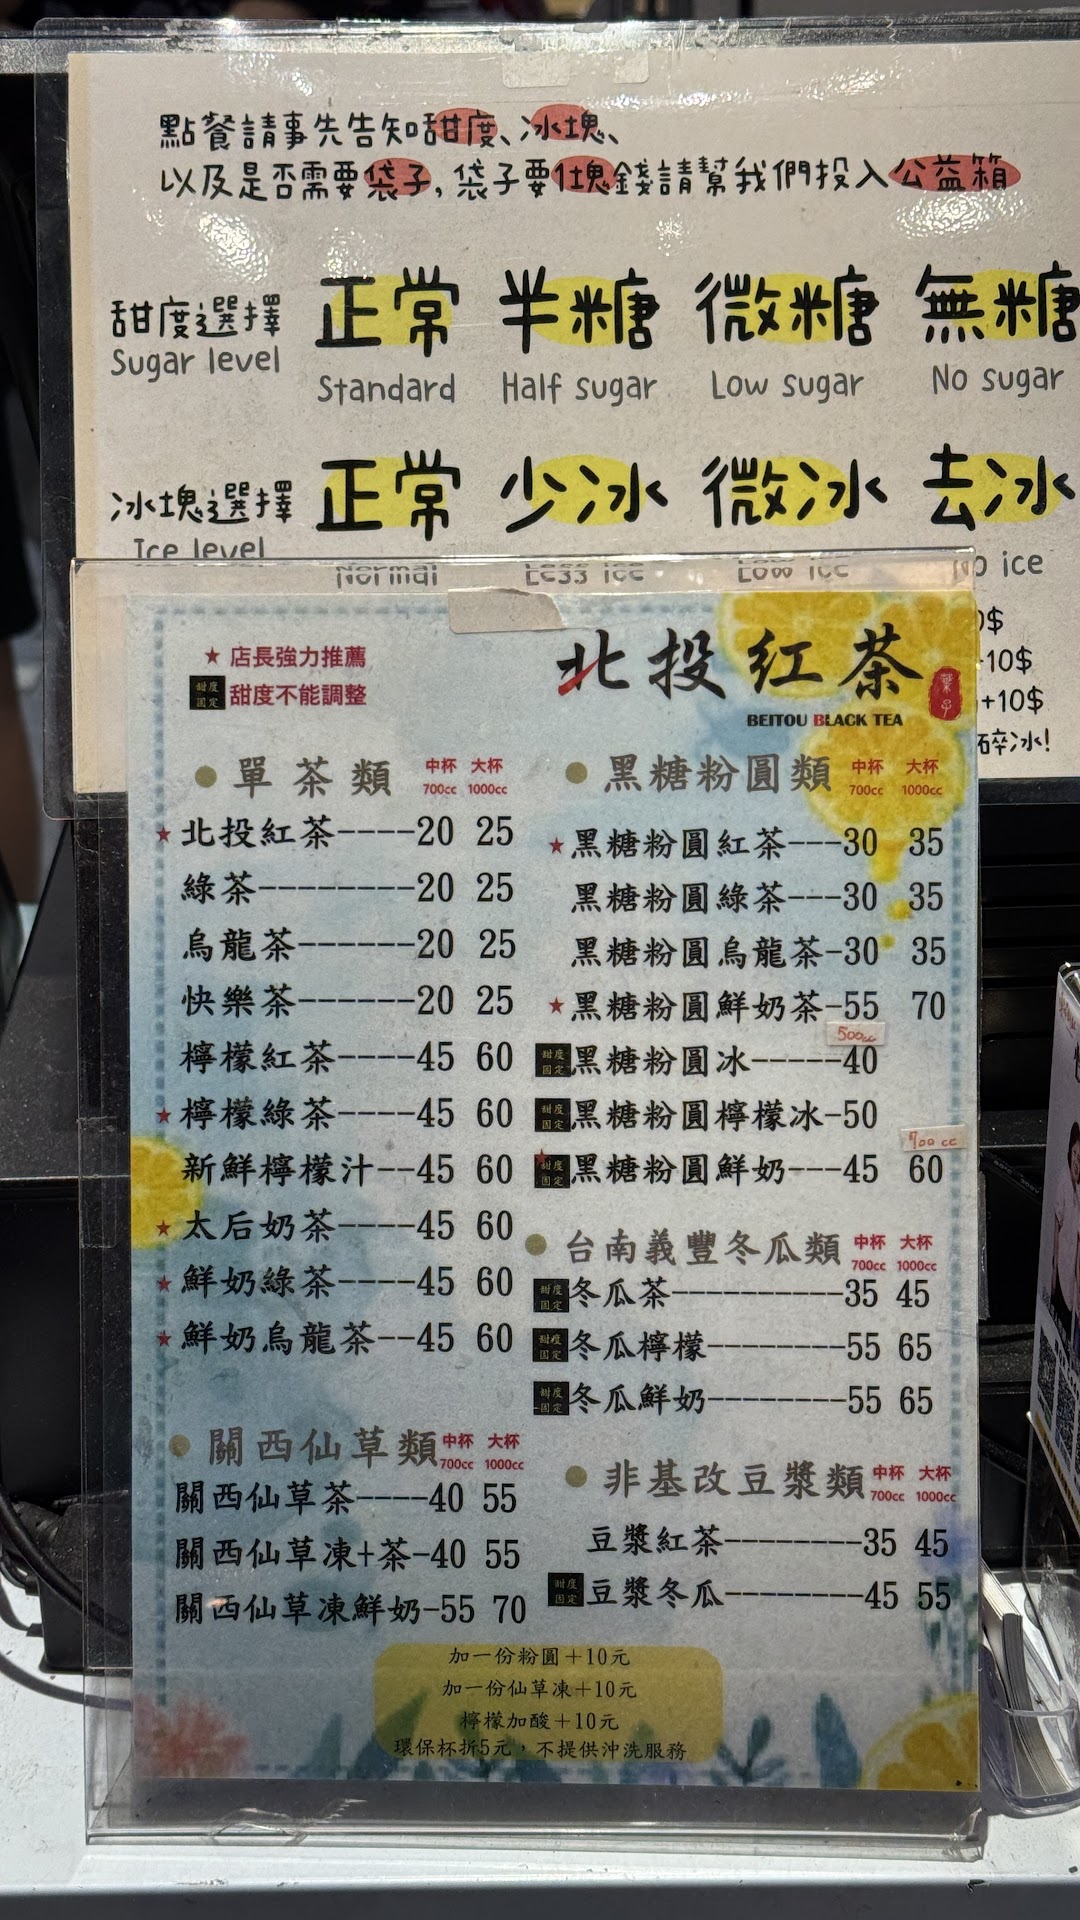 點餐請事先告知甜度、冰塊、
以及是否需要袋子, 袋子要1塊錢請幫我們投入公益箱
甜度選擇 正常 半糖 微糖 無糖
Sugar level Standard Half sugar Low sugar No sugar
冰塊選擇 正常 少冰 微冰 去冰
Ice level Normal Less ice Low ice No ice
$
+10$
+10$
碎冰!
★ 店長強力推薦
甜度固定 甜度不能調整
北投紅茶
BEITOU BLACK TEA
葉子
單茶類 中杯 700cc 大杯 1000cc
★北投紅茶----20 25
綠茶---------20 25
烏龍茶------20 25
快樂茶------20 25
檸檬紅茶----45 60
★檸檬綠茶----45 60
新鮮檸檬汁--45 60
★太后奶茶----45 60
★鮮奶綠茶----45 60
★鮮奶烏龍茶--45 60
關西仙草類 中杯 700cc 大杯 1000cc
關西仙草茶----40 55
關西仙草凍+茶-40 55
關西仙草凍鮮奶-55 70
黑糖粉圓類 中杯 700cc 大杯 1000cc
★黑糖粉圓紅茶---30 35
黑糖粉圓綠茶---30 35
黑糖粉圓烏龍茶-30 35
★黑糖粉圓鮮奶茶-55 70
500cc
甜度固定 黑糖粉圓冰-----40
甜度固定 黑糖粉圓檸檬冰-50
700cc
★甜度固定 黑糖粉圓鮮奶---45 60
台南義豐冬瓜類 中杯 700cc 大杯 1000cc
甜度固定 冬瓜茶----------35 45
甜度固定 冬瓜檸檬--------55 65
甜度固定 冬瓜鮮奶--------55 65
非基改豆漿類 中杯 700cc 大杯 1000cc
豆漿紅茶--------35 45
甜度固定 豆漿冬瓜--------45 55
加一份粉圓+10元
加一份仙草凍+10元
檸檬加酸+10元
環保杯折5元，不提供沖洗服務